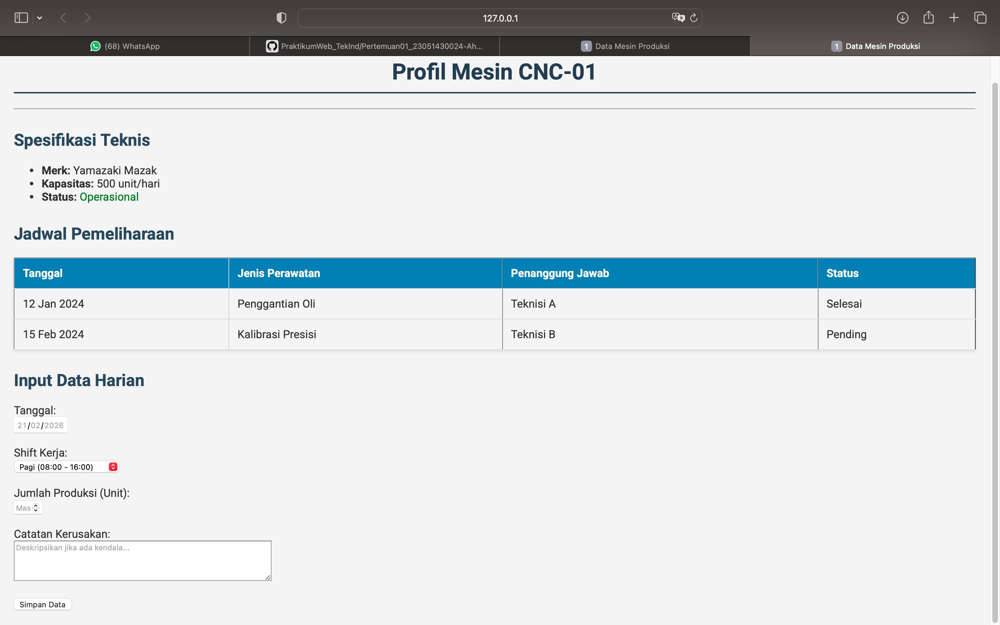 127.0.0.1
(68) WhatsApp
PraktikumWeb_TekInd/Pertemuan01_23051430024-Ah...
1 Data Mesin Produksi
1 Data Mesin Produksi
Profil Mesin CNC-01
Spesifikasi Teknis
• Merk: Yamazaki Mazak
• Kapasitas: 500 unit/hari
• Status: Operasional
Jadwal Pemeliharaan
Tanggal Jenis Perawatan Penanggung Jawab Status
12 Jan 2024 Penggantian Oli Teknisi A Selesai
15 Feb 2024 Kalibrasi Presisi Teknisi B Pending
Input Data Harian
Tanggal:
21/02/2026
Shift Kerja:
Pagi (08:00 - 16:00)
Jumlah Produksi (Unit):
Mas
Catatan Kerusakan:
Deskripsikan jika ada kendala...
Simpan Data